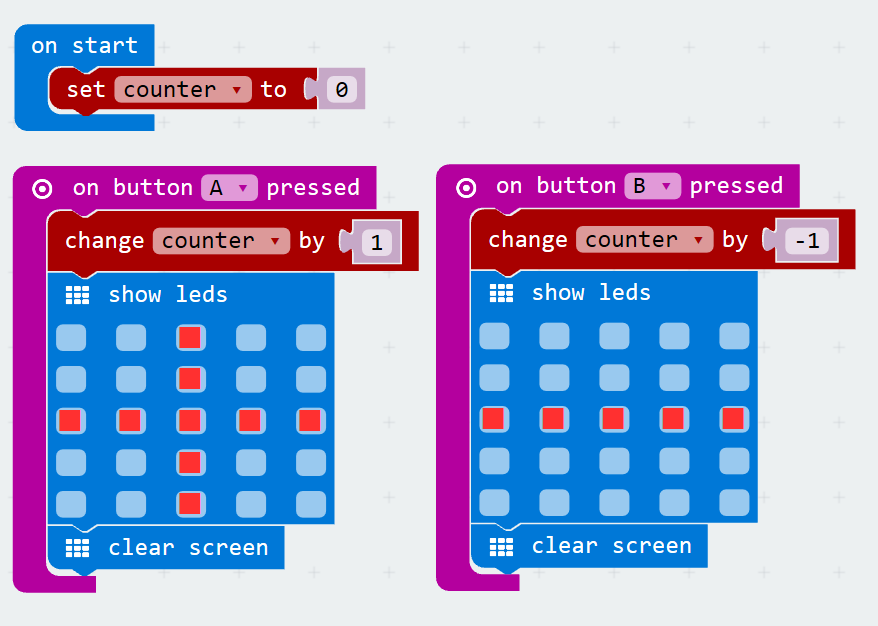 on start
set counter to 0
on button A pressed
change counter by 1
show leds
clear screen
on button B pressed
change counter by -1
show leds
clear screen